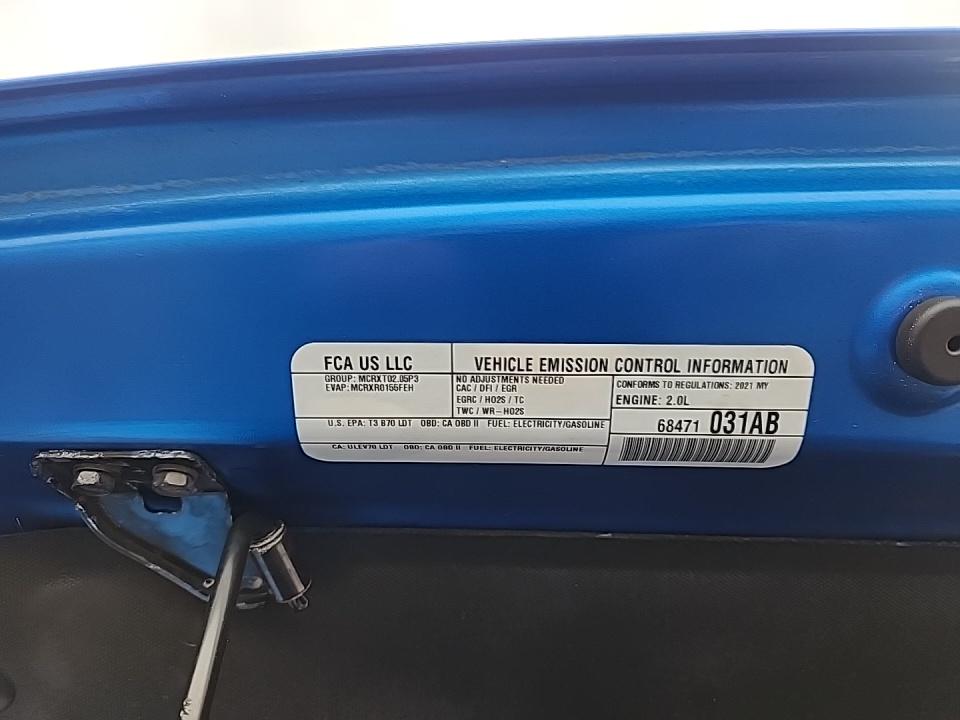 FCA US LLC
VEHICLE EMISSION CONTROL INFORMATION
GROUP: MCRXT02.05P3
EVAP: MCRXR0155FEH
NO ADJUSTMENTS NEEDED
CAC / DFI / EGR
EGRC / HO2S / TC
TWC / WR-HO2S
CONFORMS TO REGULATIONS: 2021 MY
ENGINE: 2.0L
U.S. EPA: T3 B70 LDT OBD: CA OBD II FUEL: ELECTRICITY/GASOLINE
68471 031AB
CA: ULEV70 LDT OBD: CA OBD II FUEL: ELECTRICITY/GASOLINE